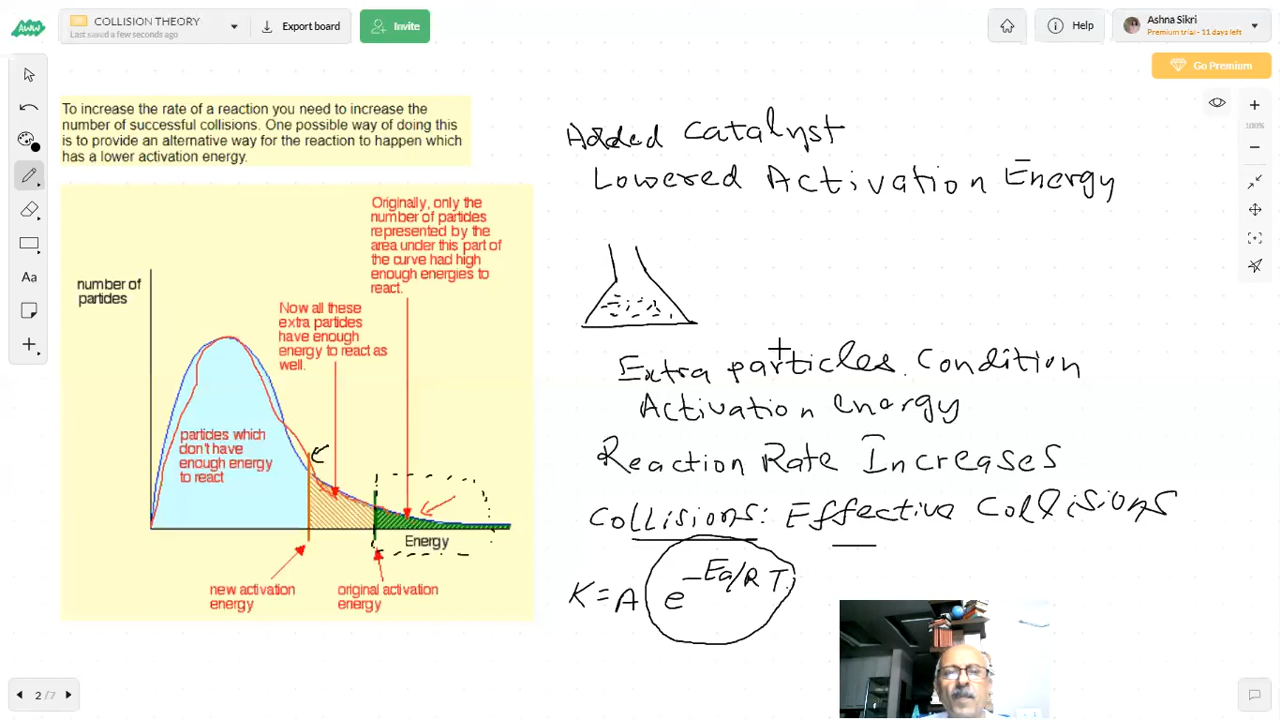 AWW
COLLISION THEORY
Last saved a few seconds ago
Export board
Invite
Help
Ashna Sikri
Premium trial - 11 days left
Go Premium
100%
Aa
To increase the rate of a reaction you need to increase the
number of successful collisions. One possible way of doing this
is to provide an alternative way for the reaction to happen which
has a lower activation energy.
Originally, only the
number of particles
represented by the
area under this part of
the curve had high
enough energies to
react.
number of
particles
Now all these
extra particles
have enough
energy to react as
well.
particles which
don't have
enough energy
to react
Energy
new activation
energy
original activation
energy
Added Catalyst
Lowered Activation Energy
Extra particles. Condition
Activation energy
Reaction Rate Increases
Collisions: Effective Collisions
K = A e^-Ea/RT
2 / 7